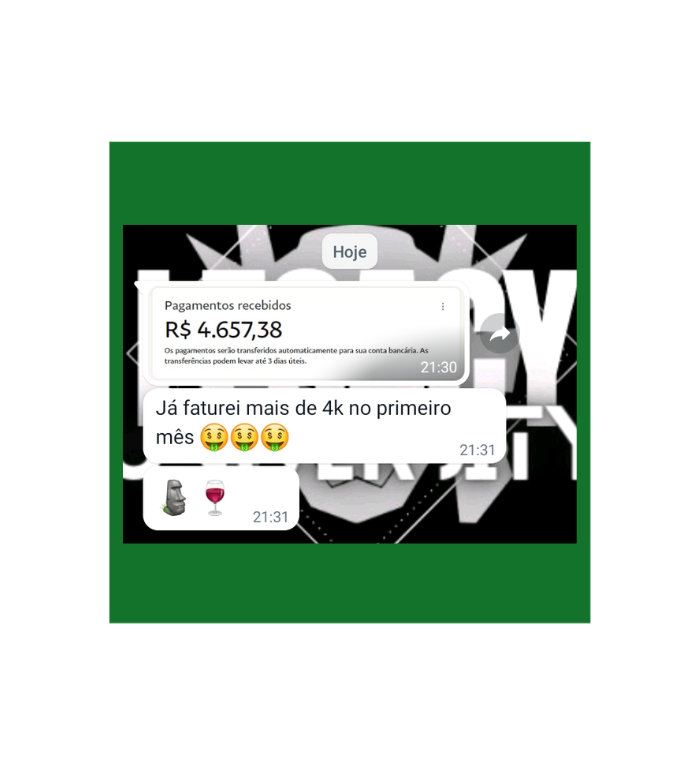 Hoje
Pagamentos recebidos
R$ 4.657,38
Os pagamentos serão transferidos automaticamente para sua conta bancária. As
transferências podem levar até 3 dias úteis.
21:30
Já faturei mais de 4k no primeiro
mês 🤑🤑🤑
21:31
🗿🍷
21:31